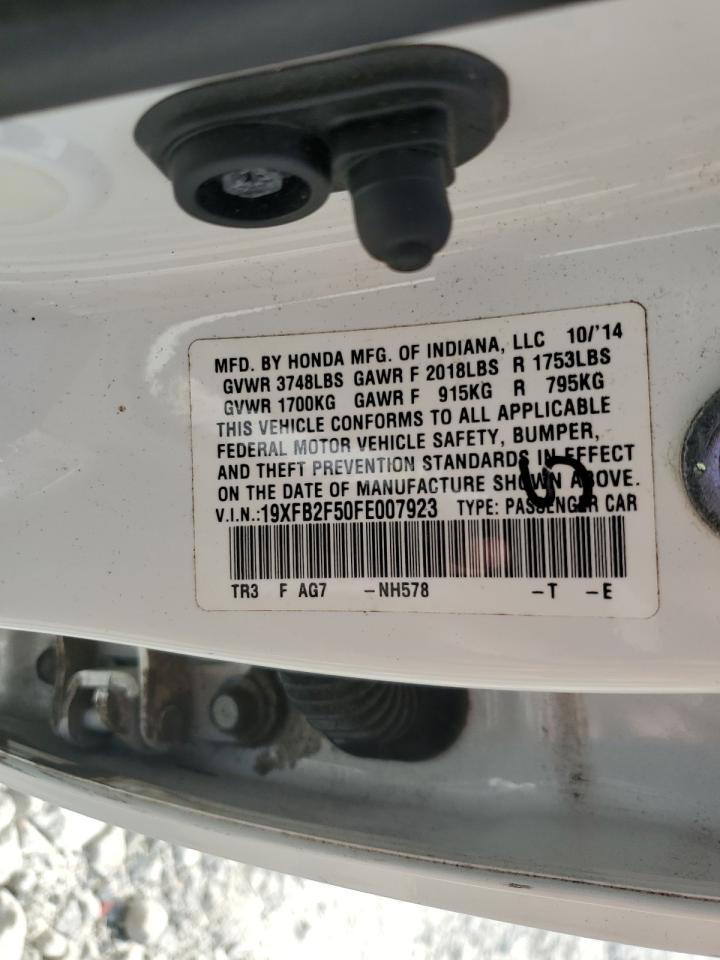 MFD. BY HONDA MFG. OF INDIANA, LLC 10/'14
GVWR 3748LBS GAWR F 2018LBS R 1753LBS
GVWR 1700KG GAWR F 915KG R 795KG
THIS VEHICLE CONFORMS TO ALL APPLICABLE
FEDERAL MOTOR VEHICLE SAFETY, BUMPER,
AND THEFT PREVENTION STANDARDS IN EFFECT
ON THE DATE OF MANUFACTURE SHOWN ABOVE.
V.I.N.:19XFB2F50FE007923 TYPE: PASSENGER CAR
TR3 F AG7 -NH578 -T -E
5